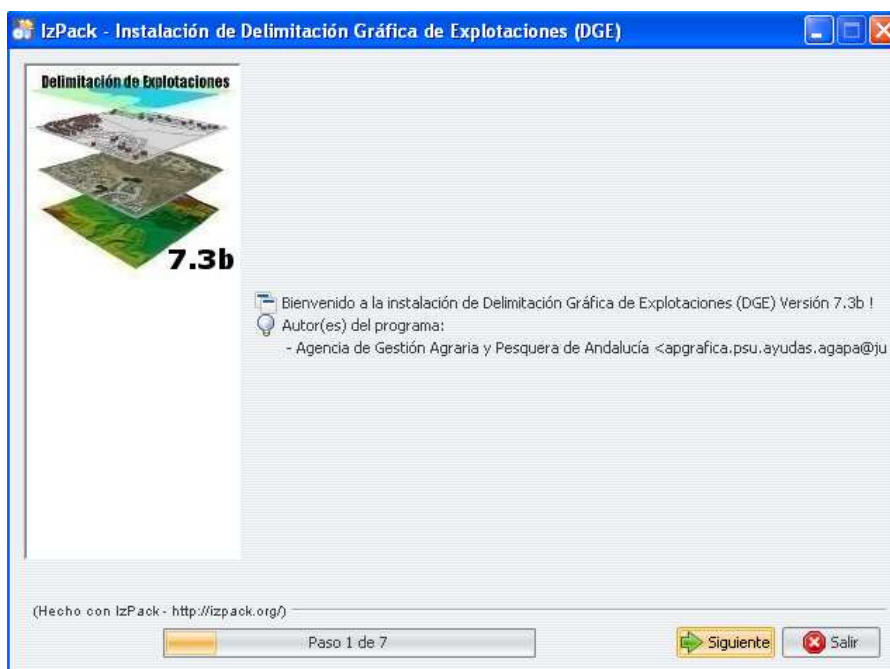 IzPack - Instalación de Delimitación Gráfica de Explotaciones (DGE)
Delimitación de Explotaciones
7.3b
Bienvenido a la instalación de Delimitación Gráfica de Explotaciones (DGE) Versión 7.3b !
Autor(es) del programa:
- Agencia de Gestión Agraria y Pesquera de Andalucía <apgrafica.psu.ayudas.agapa@ju
(Hecho con IzPack - http://izpack.org/)
Paso 1 de 7
Siguiente
Salir